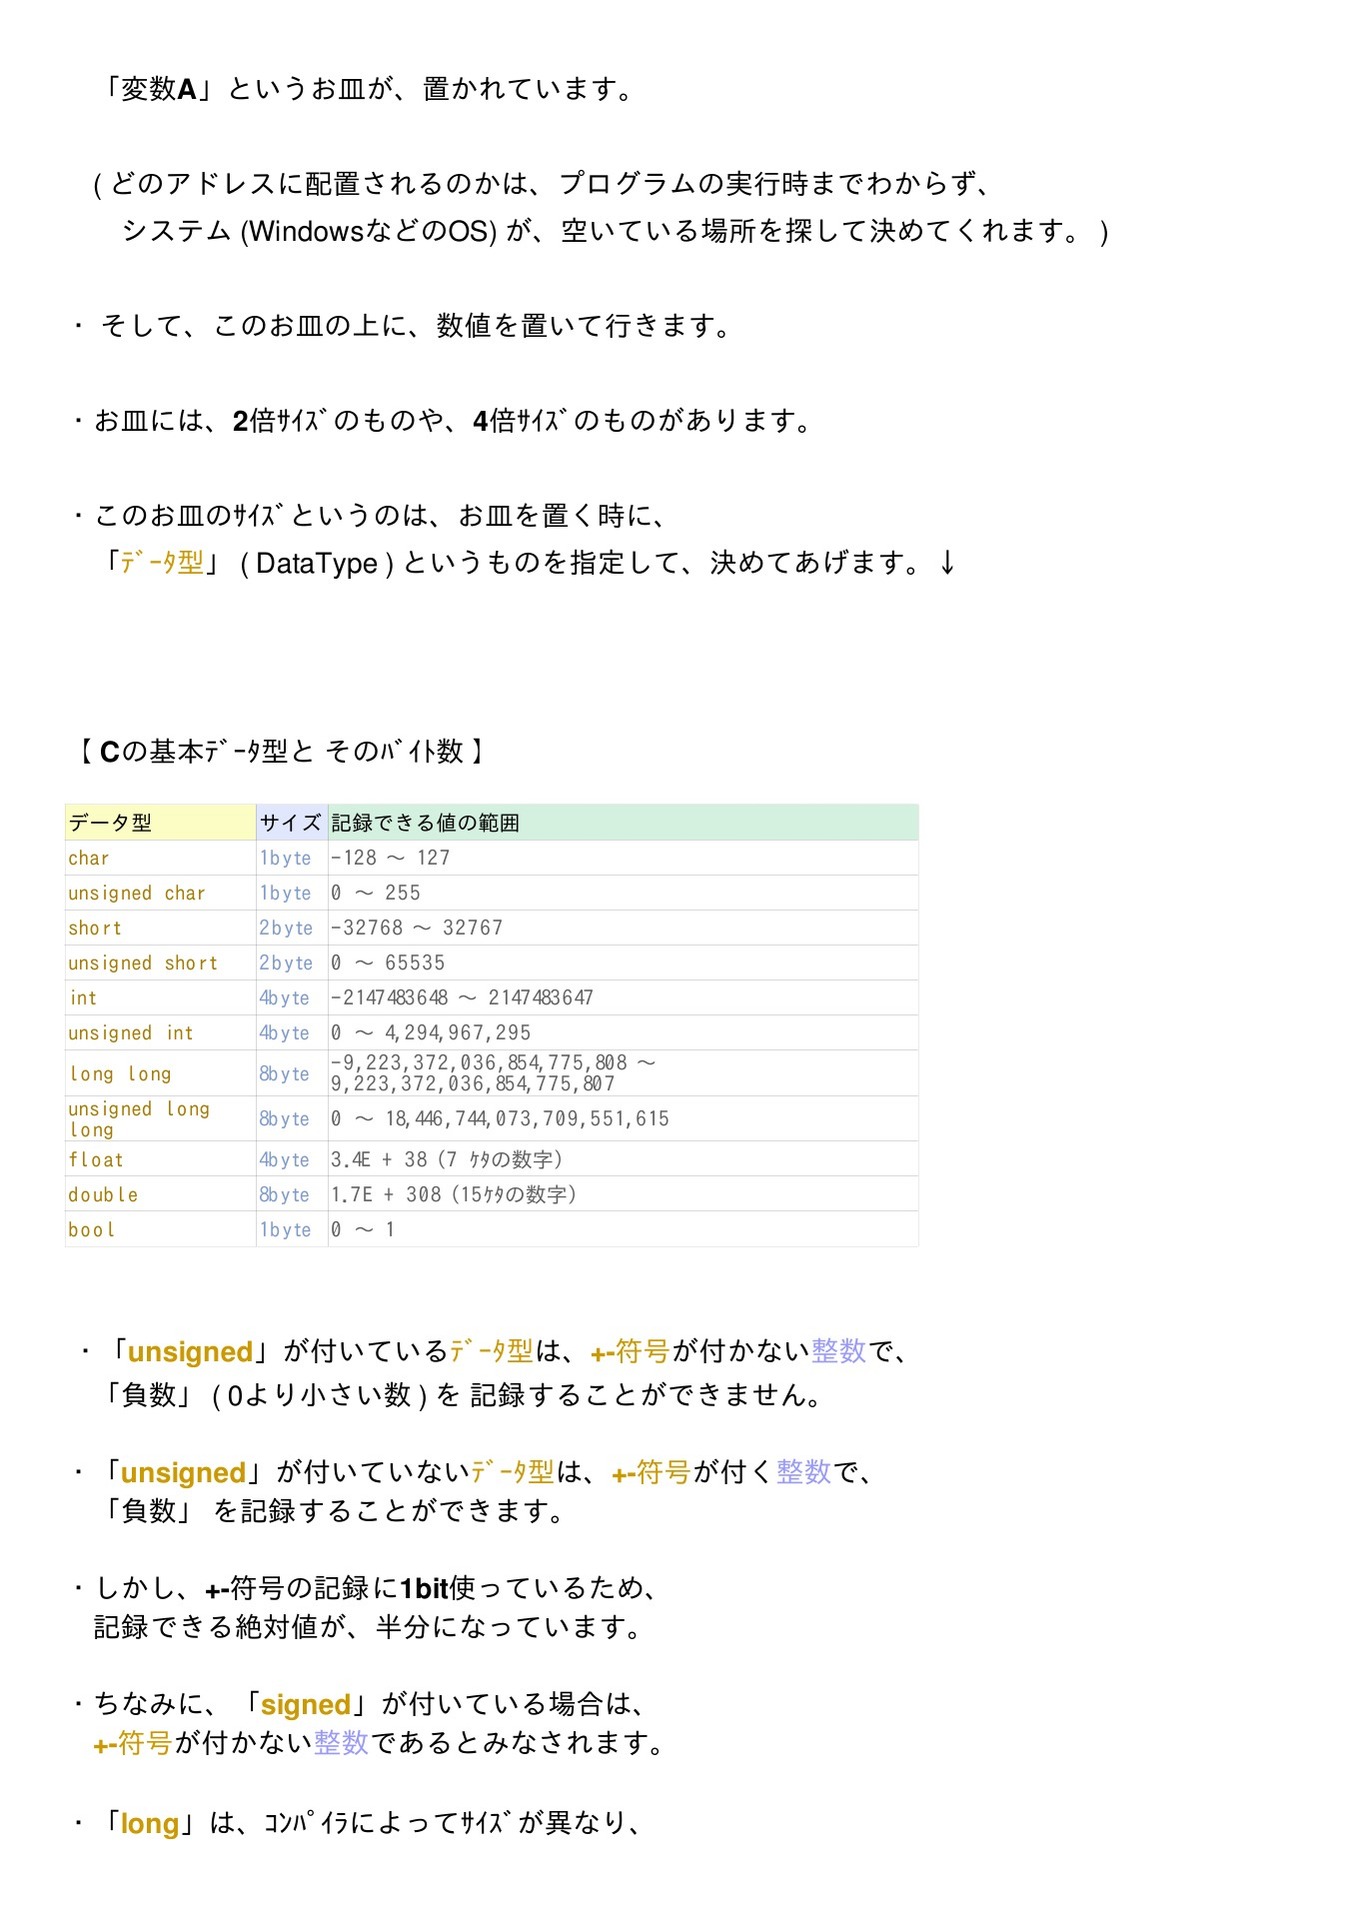 「変数A」というお皿が、置かれています。
( どのアドレスに配置されるのかは、プログラムの実行時までわからず、
システム (WindowsなどのOS) が、空いている場所を探して決めてくれます。 )
・ そして、このお皿の上に、数値を置いて行きます。
・お皿には、2倍ｻｲｽﾞのものや、4倍ｻｲｽﾞのものがあります。
・このお皿のｻｲｽﾞというのは、お皿を置く時に、
「ﾃﾞｰﾀ型」 ( DataType ) というものを指定して、決めてあげます。↓
【 Cの基本ﾃﾞｰﾀ型と そのﾊﾞｲﾄ数 】
データ型 サイズ 記録できる値の範囲
char 1byte -128 ～ 127
unsigned char 1byte 0 ～ 255
short 2byte -32768 ～ 32767
unsigned short 2byte 0 ～ 65535
int 4byte -2147483648 ～ 2147483647
unsigned int 4byte 0 ～ 4,294,967,295
long long 8byte -9,223,372,036,854,775,808 ～
9,223,372,036,854,775,807
unsigned long
long 8byte 0 ～ 18,446,744,073,709,551,615
float 4byte 3.4E + 38 (7 ｹﾀの数字)
double 8byte 1.7E + 308 (15ｹﾀの数字)
bool 1byte 0 ～ 1
・「unsigned」が付いているﾃﾞｰﾀ型は、+-符号が付かない整数で、
「負数」 ( 0より小さい数 ) を 記録することができません。
・「unsigned」が付いていないﾃﾞｰﾀ型は、+-符号が付く整数で、
「負数」 を記録することができます。
・しかし、+-符号の記録に1bit使っているため、
記録できる絶対値が、半分になっています。
・ちなみに、「signed」が付いている場合は、
+-符号が付かない整数であるとみなされます。
・「long」は、ｺﾝﾊﾟｲﾗによってｻｲｽﾞが異なり、